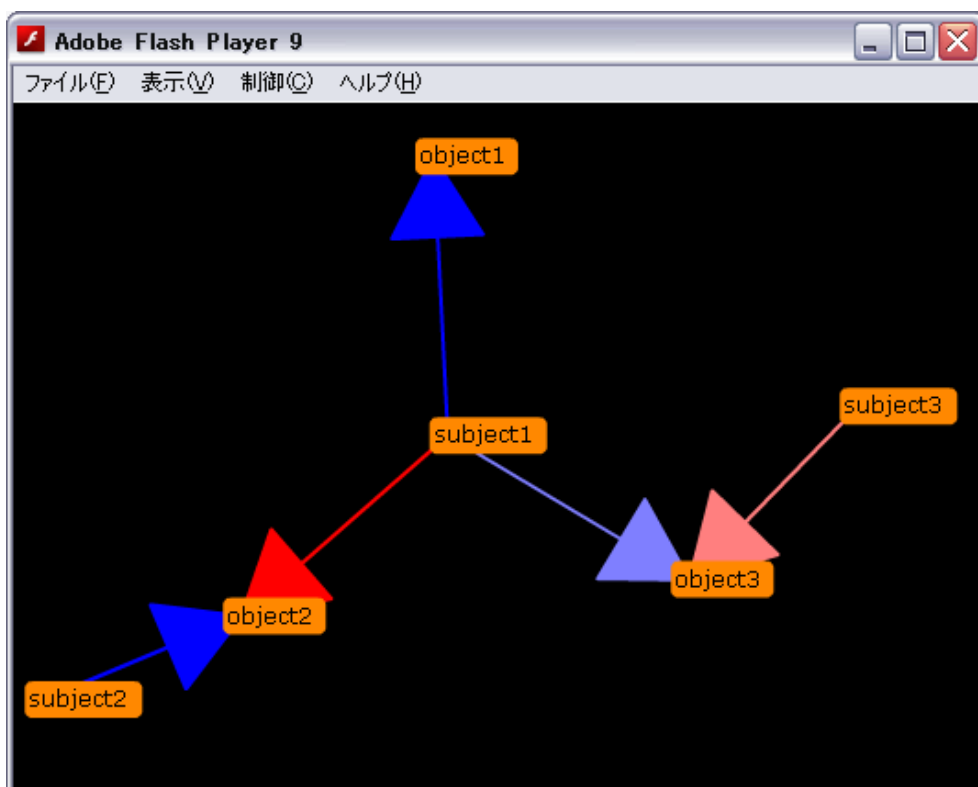 Adobe Flash Player 9
ファイル(F) 表示(V) 制御(C) ヘルプ(H)
object1
subject3
subject1
object3
object2
subject2